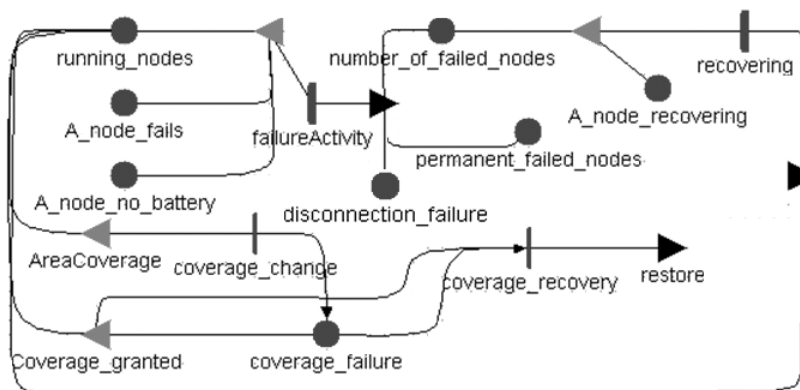 running_nodes
number_of_failed_nodes
recovering
A_node_fails
failureActivity
A_node_recovering
permanent_failed_nodes
A_node_no_battery
disconnection_failure
AreaCoverage
coverage_change
coverage_recovery
restore
Coverage_granted
coverage_failure